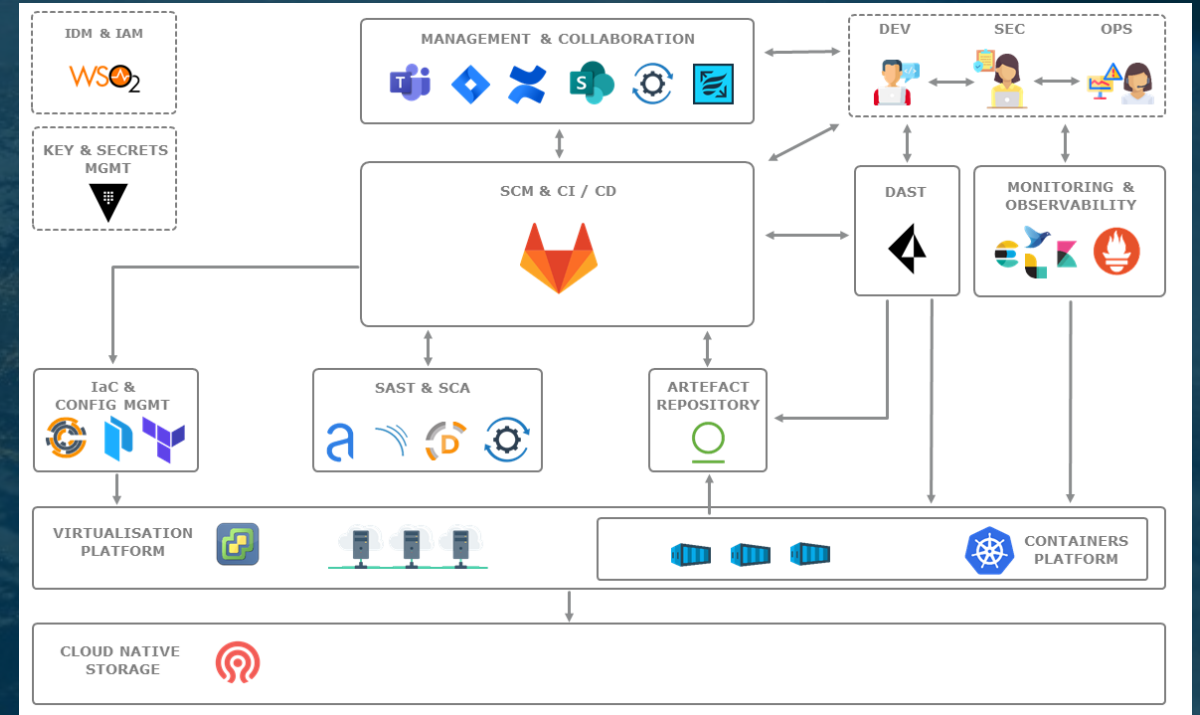 IDM & IAM
WSO2
KEY & SECRETS
MGMT
MANAGEMENT & COLLABORATION
T
S
DEV
SEC
OPS
SCM & CI / CD
DAST
MONITORING &
OBSERVABILITY
IaC &
CONFIG MGMT
SAST & SCA
a
D
ARTEFACT
REPOSITORY
VIRTUALISATION
PLATFORM
CONTAINERS
PLATFORM
CLOUD NATIVE
STORAGE